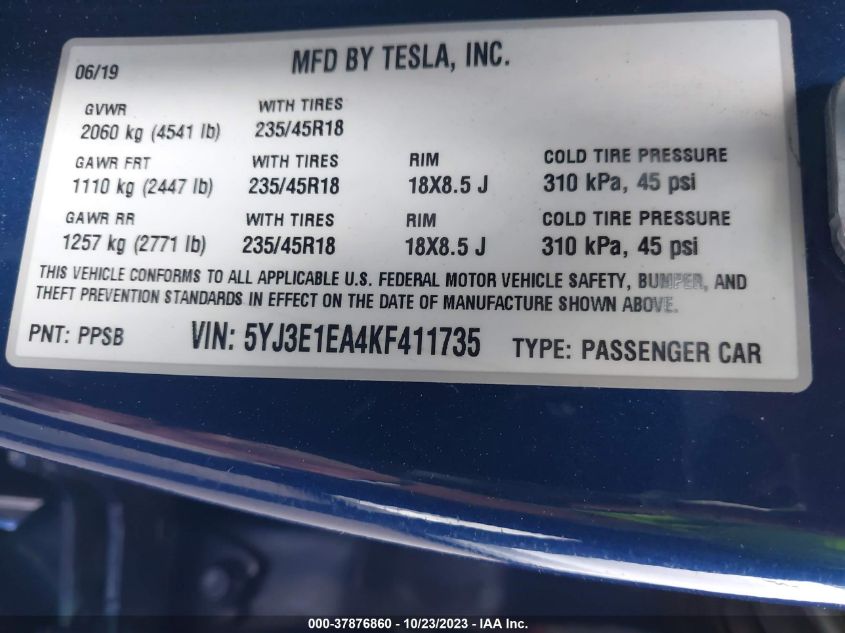 06/19 MFD BY TESLA, INC.
GVWR WITH TIRES
2060 kg (4541 lb) 235/45R18
GAWR FRT WITH TIRES RIM COLD TIRE PRESSURE
1110 kg (2447 lb) 235/45R18 18X8.5 J 310 kPa, 45 psi
GAWR RR WITH TIRES RIM COLD TIRE PRESSURE
1257 kg (2771 lb) 235/45R18 18X8.5 J 310 kPa, 45 psi
THIS VEHICLE CONFORMS TO ALL APPLICABLE U.S. FEDERAL MOTOR VEHICLE SAFETY, BUMPER, AND
THEFT PREVENTION STANDARDS IN EFFECT ON THE DATE OF MANUFACTURE SHOWN ABOVE.
PNT: PPSB VIN: 5YJ3E1EA4KF411735 TYPE: PASSENGER CAR
000-37876860 - 10/23/2023 - IAA Inc.